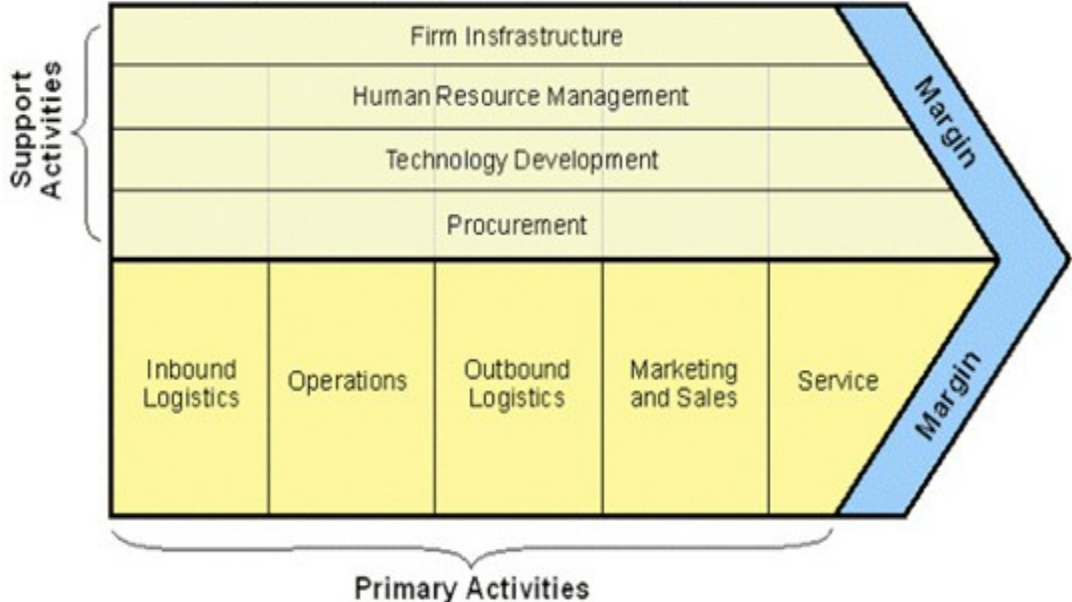 Support
Activities
Firm Insfrastructure
Human Resource Management
Technology Development
Procurement
Margin
Inbound
Logistics
Operations
Outbound
Logistics
Marketing
and Sales
Service
Margin
Primary Activities